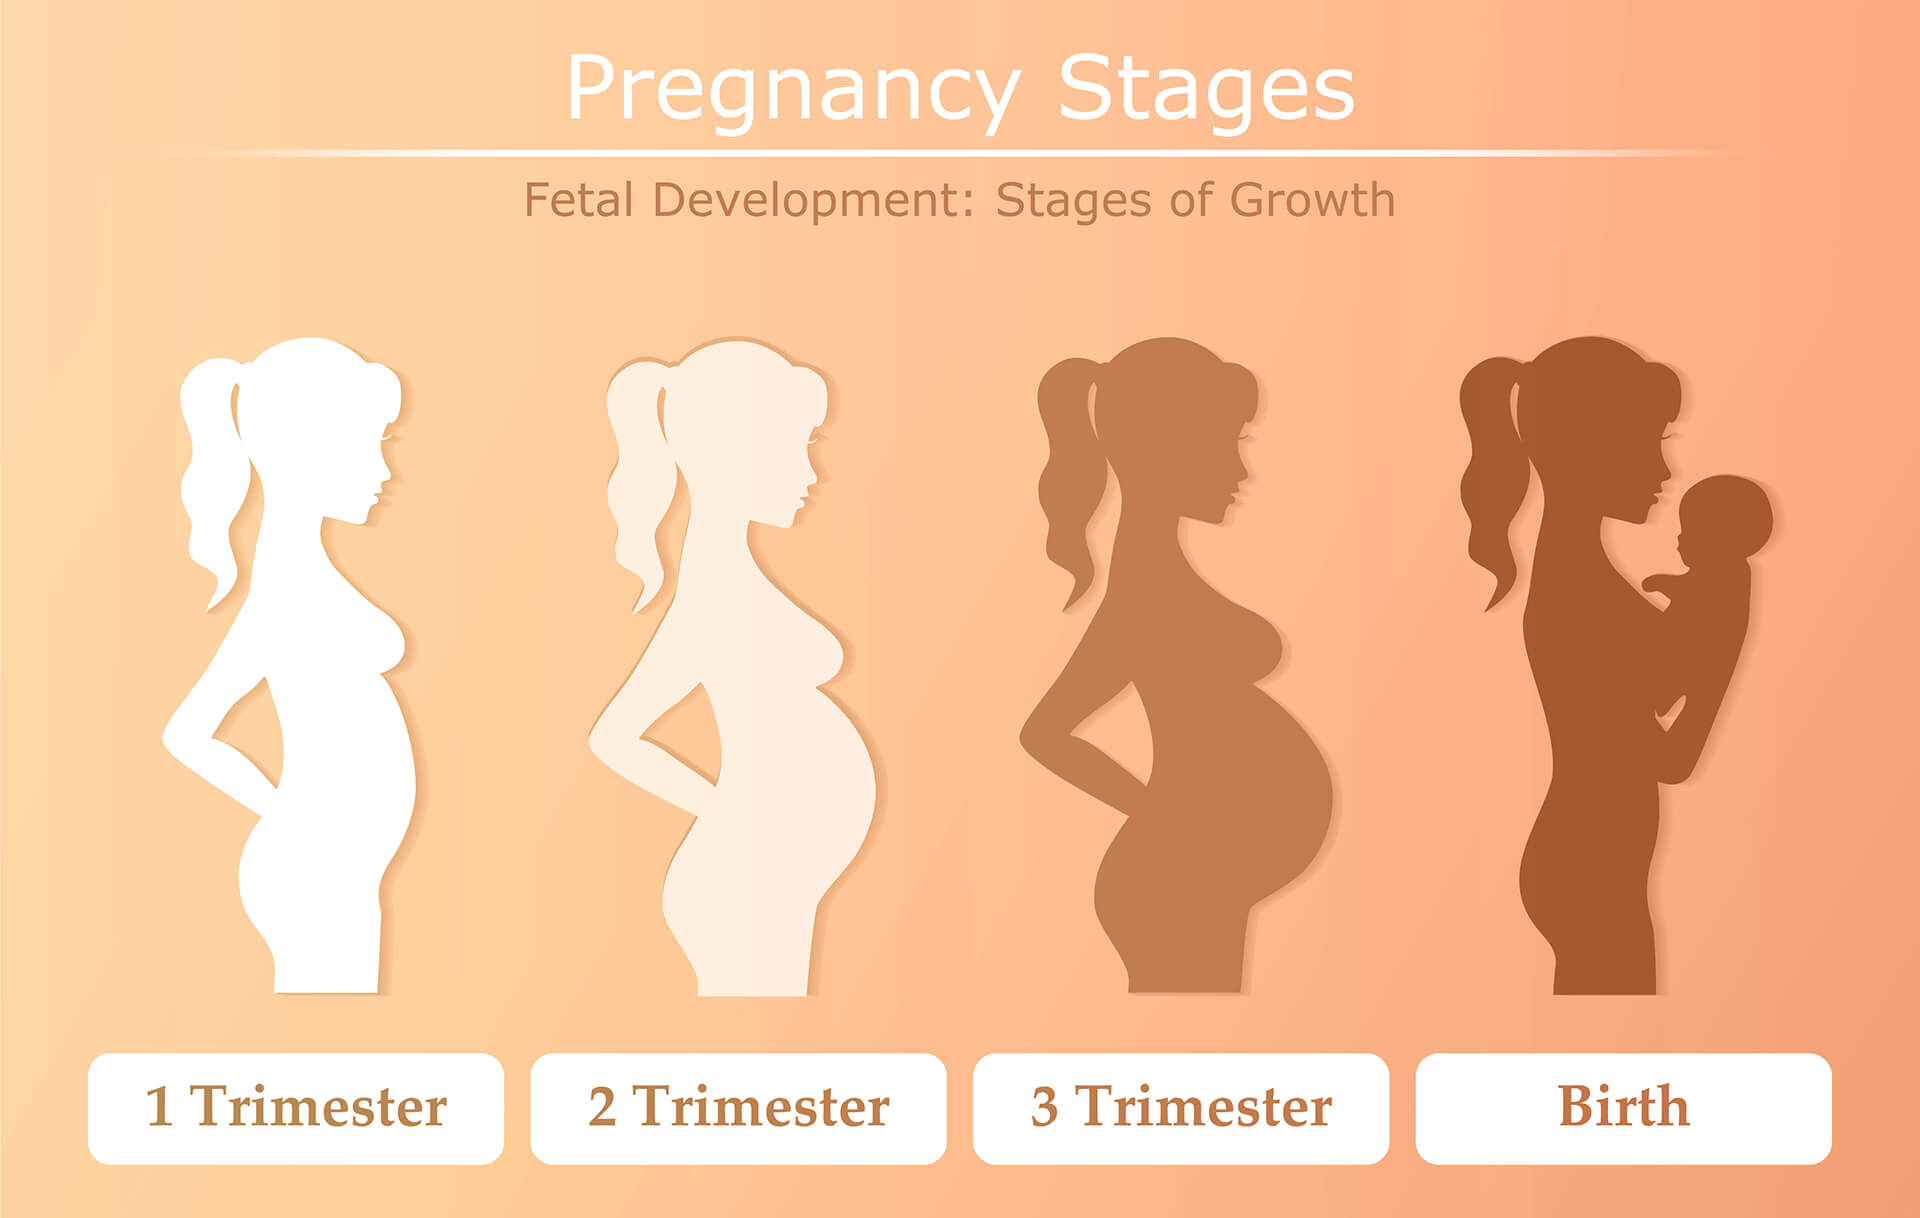 Pregnancy Stages
Fetal Development: Stages of Growth
1 Trimester
2 Trimester
3 Trimester
Birth